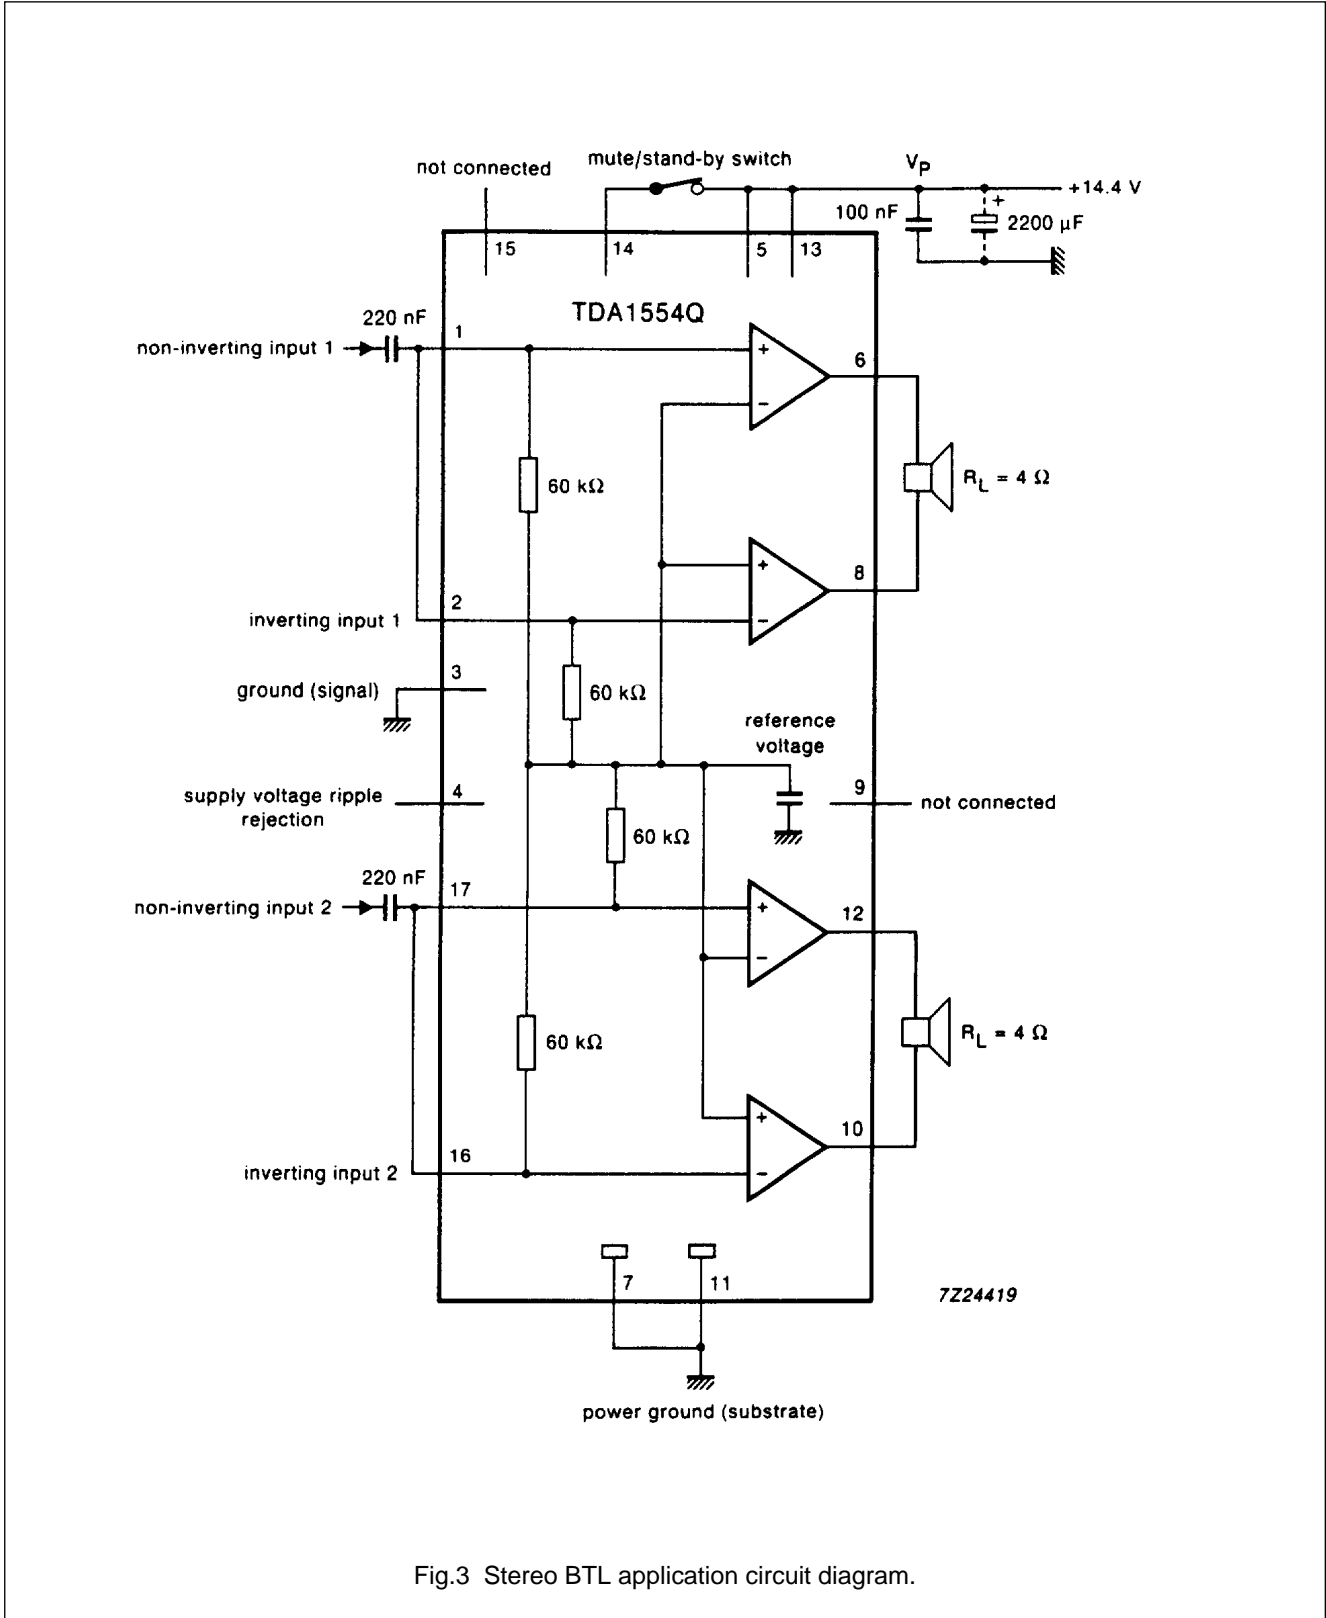 not connected
mute/stand-by switch
VP
+14.4 V
100 nF
+
2200 µF
15
14
5
13
TDA1554Q
220 nF
non-inverting input 1
1
+
−
6
60 kΩ
RL = 4 Ω
+
−
8
inverting input 1
2
ground (signal)
3
60 kΩ
reference
voltage
supply voltage ripple
rejection
4
9
not connected
60 kΩ
220 nF
non-inverting input 2
17
+
−
12
60 kΩ
RL = 4 Ω
+
−
10
inverting input 2
16
7
11
7Z24419
power ground (substrate)
Fig.3 Stereo BTL application circuit diagram.